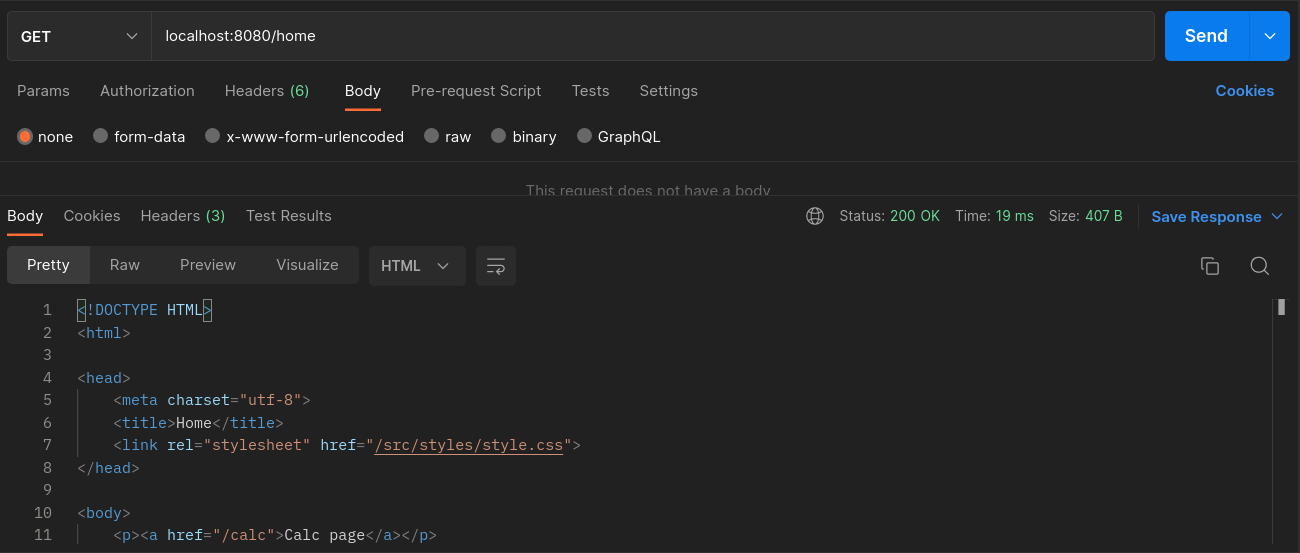 GET localhost:8080/home Send
Params Authorization Headers (6) Body Pre-request Script Tests Settings Cookies
none form-data x-www-form-urlencoded raw binary GraphQL
This request does not have a body
Body Cookies Headers (3) Test Results Status: 200 OK Time: 19 ms Size: 407 B Save Response
Pretty Raw Preview Visualize HTML
1 <!DOCTYPE HTML>
2 <html>
3
4 <head>
5 <meta charset="utf-8">
6 <title>Home</title>
7 <link rel="stylesheet" href="/src/styles/style.css">
8 </head>
9
10 <body>
11 <p><a href="/calc">Calc page</a></p>